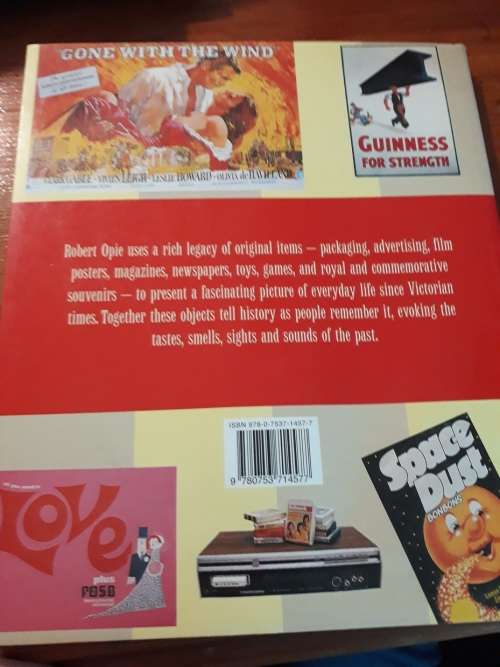 GONE WITH THE WIND
CLARK GABLE · VIVIEN LEIGH · LESLIE HOWARD · OLIVIA de HAVILLAND
GUINNESS
FOR STRENGTH
Robert Opie uses a rich legacy of original items – packaging, advertising, film
posters, magazines, newspapers, toys, games, and royal and commemorative
souvenirs – to present a fascinating picture of everyday life since Victorian
times. Together these objects tell history as people remember it, evoking the
tastes, smells, sights and sounds of the past.
ISBN 978-0-7537-1457-7
9 780753 714577
Love
plus
Space
Dust
BONBONS